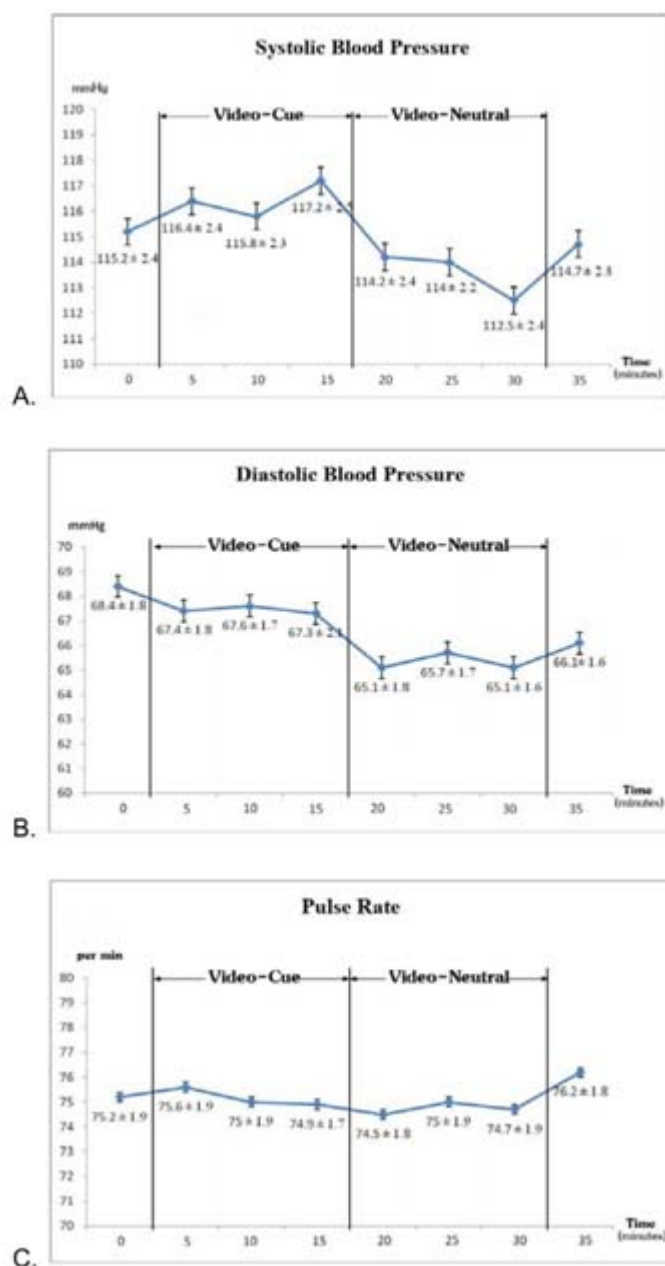 Systolic Blood Pressure
mmHg
Video-Cue
Video-Neutral
120
119
118
117
116
115
114
113
112
111
110
115.2 ± 2.4
116.4 ± 2.4
115.8 ± 2.3
117.2 ±
114.2 ± 2.4
114 ± 2.2
112.5 ± 2.4
114.7 ± 2.3
0 5 10 15 20 25 30 35
Time
(minutes)
A.
Diastolic Blood Pressure
mmHg
Video-Cue
Video-Neutral
70
69
68
67
66
65
64
63
62
61
60
68.4 ± 1.8
67.4 ± 1.8
67.6 ± 1.7
67.3 ±
65.1 ± 1.8
65.7 ± 1.7
65.1 ± 1.6
66.1 ± 1.6
0 5 10 15 20 25 30 35
Time
(minutes)
B.
Pulse Rate
per min
Video-Cue
Video-Neutral
80
78
76
75
74
72
71
70
75.2 ± 1.9
75.6 ± 1.9
75 ± 1.9
74.9 ± 1.7
74.5 ± 1.8
75 ± 1.9
74.7 ± 1.9
76.2 ± 1.8
0 5 10 15 20 25 30 35
Time
(minutes)
C.